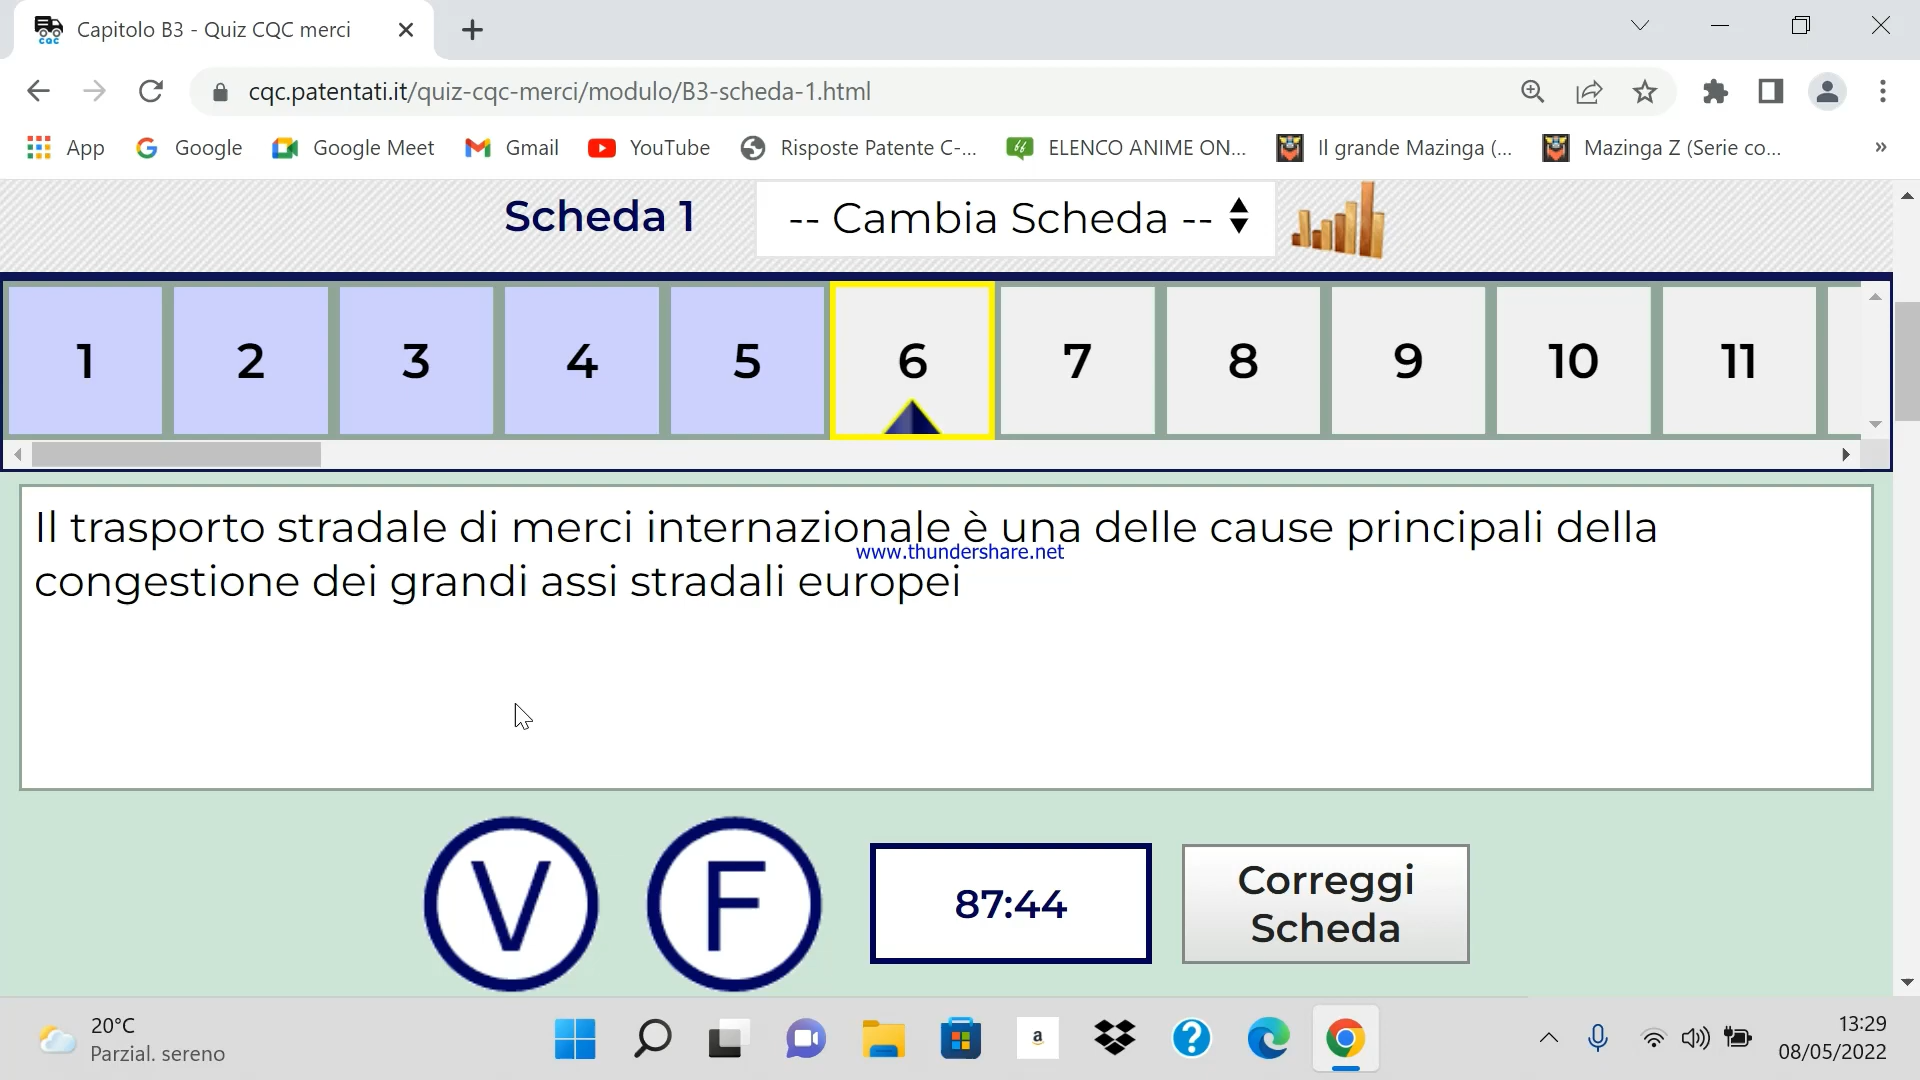 CQC
Capitolo B3 - Quiz CQC merci
cqc.patentati.it/quiz-cqc-merci/modulo/B3-scheda-1.html
App Google Google Meet Gmail YouTube Risposte Patente C-... ELENCO ANIME ON... Il grande Mazinga (... Mazinga Z (Serie co... »
Scheda 1 -- Cambia Scheda --
1 2 3 4 5 6 7 8 9 10 11
Il trasporto stradale di merci internazionale è una delle cause principali della
www.thundershare.net
congestione dei grandi assi stradali europei
V F 87:44 Correggi
Scheda
20°C
Parzial. sereno
a
?
13:29
08/05/2022